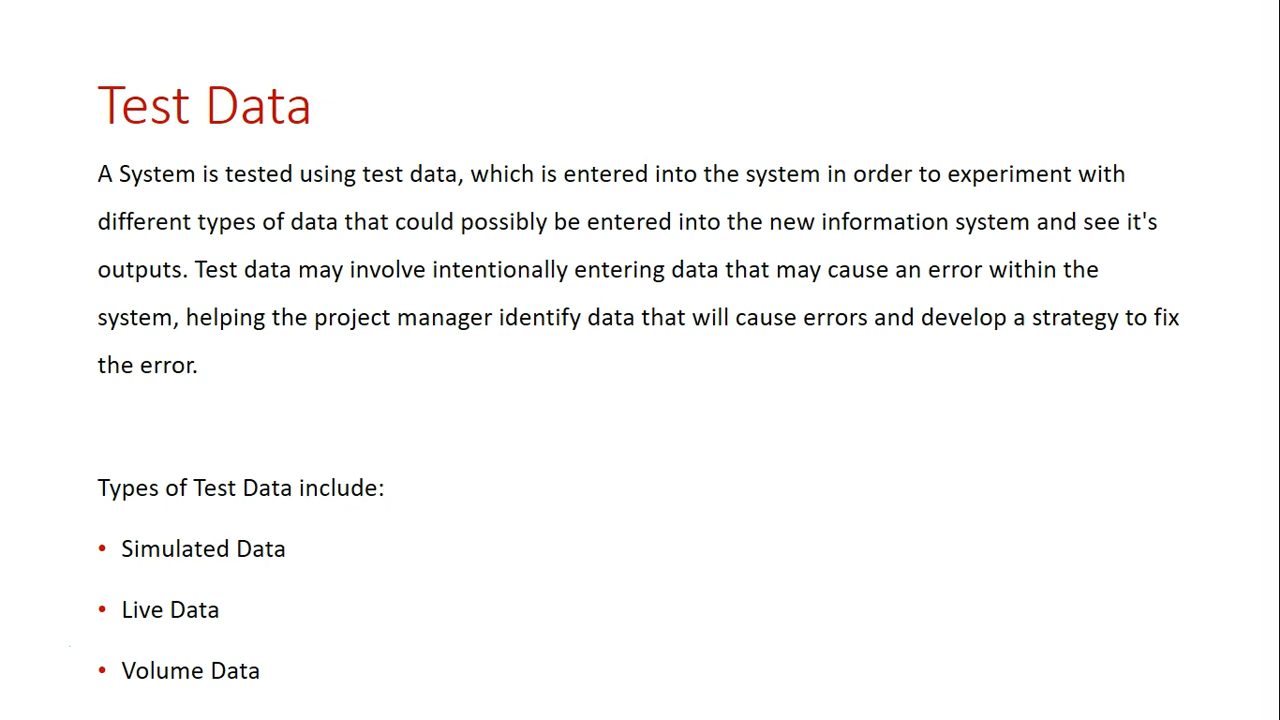 Test Data
A System is tested using test data, which is entered into the system in order to experiment with
different types of data that could possibly be entered into the new information system and see it's
outputs. Test data may involve intentionally entering data that may cause an error within the
system, helping the project manager identify data that will cause errors and develop a strategy to fix
the error.
Types of Test Data include:
• Simulated Data
• Live Data
• Volume Data